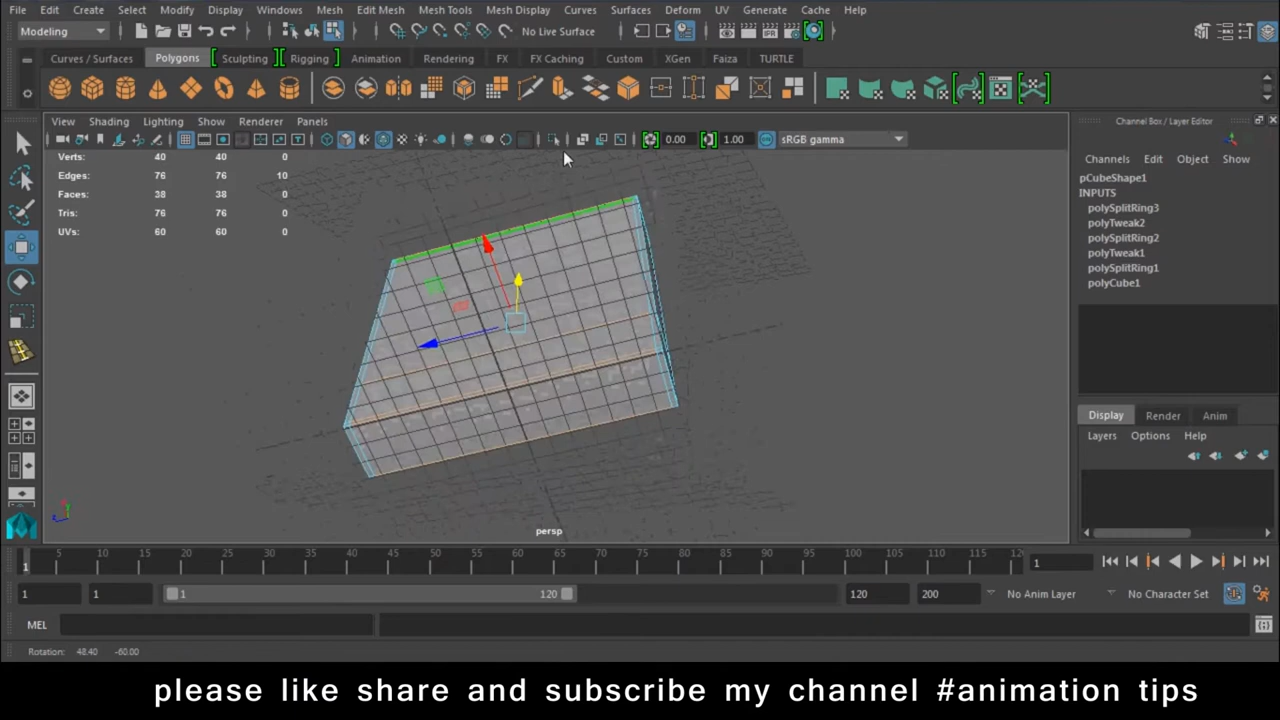 File Edit Create Select Modify Display Windows Mesh Edit Mesh Mesh Tools Mesh Display Curves Surfaces Deform UV Generate Cache Help
Modeling No Live Surface
Curves / Surfaces Polygons Sculpting Rigging Animation Rendering FX FX Caching Custom XGen Faiza TURTLE
View Shading Lighting Show Renderer Panels
0.00 1.00 sRGB gamma
Verts: 40 40 0
Edges: 76 76 10
Faces: 38 38 0
Tris: 76 76 0
UVs: 60 60 0
persp
Channel Box / Layer Editor
Channels Edit Object Show
pCubeShape1
INPUTS
polySplitRing3
polyTweak2
polySplitRing2
polyTweak1
polySplitRing1
polyCube1
Display Render Anim
Layers Options Help
5 10 15 20 25 30 35 40 45 50 55 60 65 70 75 80 85 90 95 100 105 110 115 12
1 1
1 1 1 120 120 200 No Anim Layer No Character Set
MEL
Rotation: 48.40 -60.00
please like share and subscribe my channel #animation tips